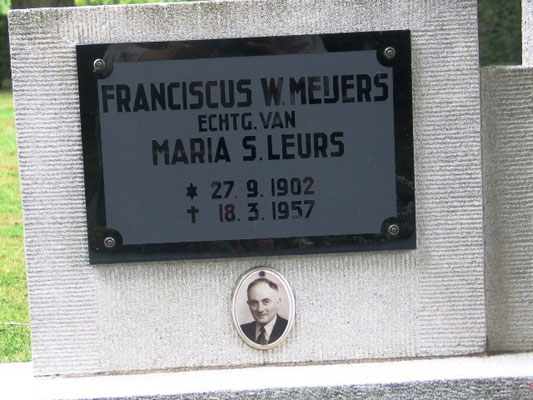 FRANCISCUS W. MEIJERS
ECHTG. VAN
MARIA S. LEURS
* 27. 9. 1902
† 18. 3. 1957